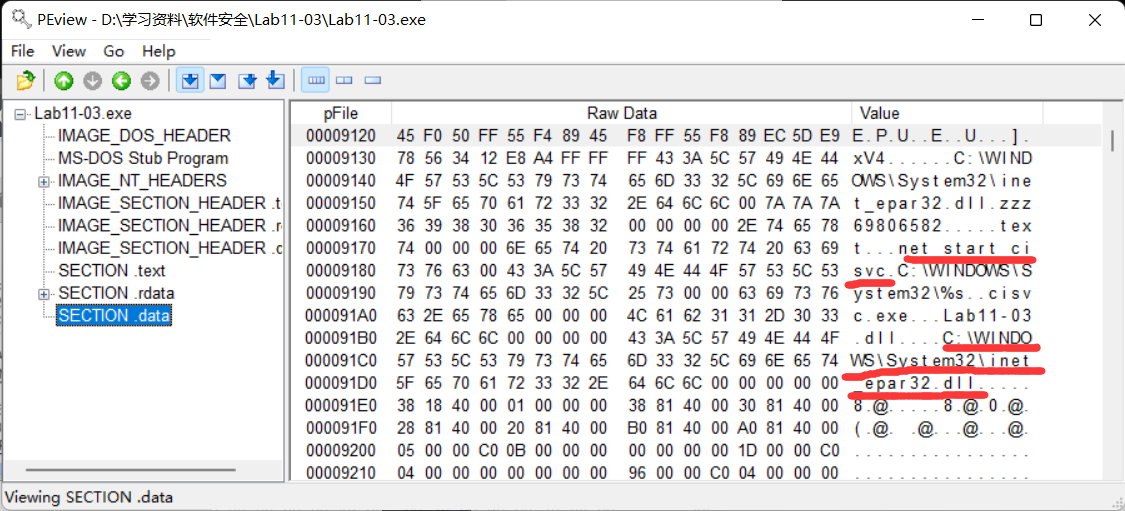 PEview - D:\学习资料\软件安全\Lab11-03\Lab11-03.exe
File View Go Help
Lab11-03.exe
IMAGE_DOS_HEADER
MS-DOS Stub Program
IMAGE_NT_HEADERS
IMAGE_SECTION_HEADER .t
IMAGE_SECTION_HEADER .r
IMAGE_SECTION_HEADER .c
SECTION .text
SECTION .rdata
SECTION .data
pFile Raw Data Value
00009120 45 F0 50 FF 55 F4 89 45 F8 FF 55 F8 89 EC 5D E9 E.P.U..E..U...].
00009130 78 56 34 12 E8 A4 FF FF FF 43 3A 5C 57 49 4E 44 xV4......C:\WIND
00009140 4F 57 53 5C 53 79 73 74 65 6D 33 32 5C 69 6E 65 OWS\System32\ine
00009150 74 5F 65 70 61 72 33 32 2E 64 6C 6C 00 7A 7A 7A t_epar32.dll.zzz
00009160 36 39 38 30 36 35 38 32 00 00 00 00 2E 74 65 78 69806582.....tex
00009170 74 00 00 00 6E 65 74 20 73 74 61 72 74 20 63 69 t...net start ci
00009180 73 76 63 00 43 3A 5C 57 49 4E 44 4F 57 53 5C 53 svc.C:\WINDOWS\S
00009190 79 73 74 65 6D 33 32 5C 25 73 00 00 63 69 73 76 ystem32\%s..cisv
000091A0 63 2E 65 78 65 00 00 00 4C 61 62 31 31 2D 30 33 c.exe...Lab11-03
000091B0 2E 64 6C 6C 00 00 00 00 43 3A 5C 57 49 4E 44 4F .dll....C:\WINDO
000091C0 57 53 5C 53 79 73 74 65 6D 33 32 5C 69 6E 65 74 WS\System32\inet
000091D0 5F 65 70 61 72 33 32 2E 64 6C 6C 00 00 00 00 00 _epar32.dll.....
000091E0 38 18 40 00 01 00 00 00 38 81 40 00 30 81 40 00 8.@.....8.@.0.@.
000091F0 28 81 40 00 20 81 40 00 B0 81 40 00 A0 81 40 00 (.@. .@...@...@.
00009200 05 00 00 C0 0B 00 00 00 00 00 00 00 1D 00 00 C0 ................
00009210 04 00 00 00 00 00 00 00 96 00 00 C0 04 00 00 00 ................
Viewing SECTION .data